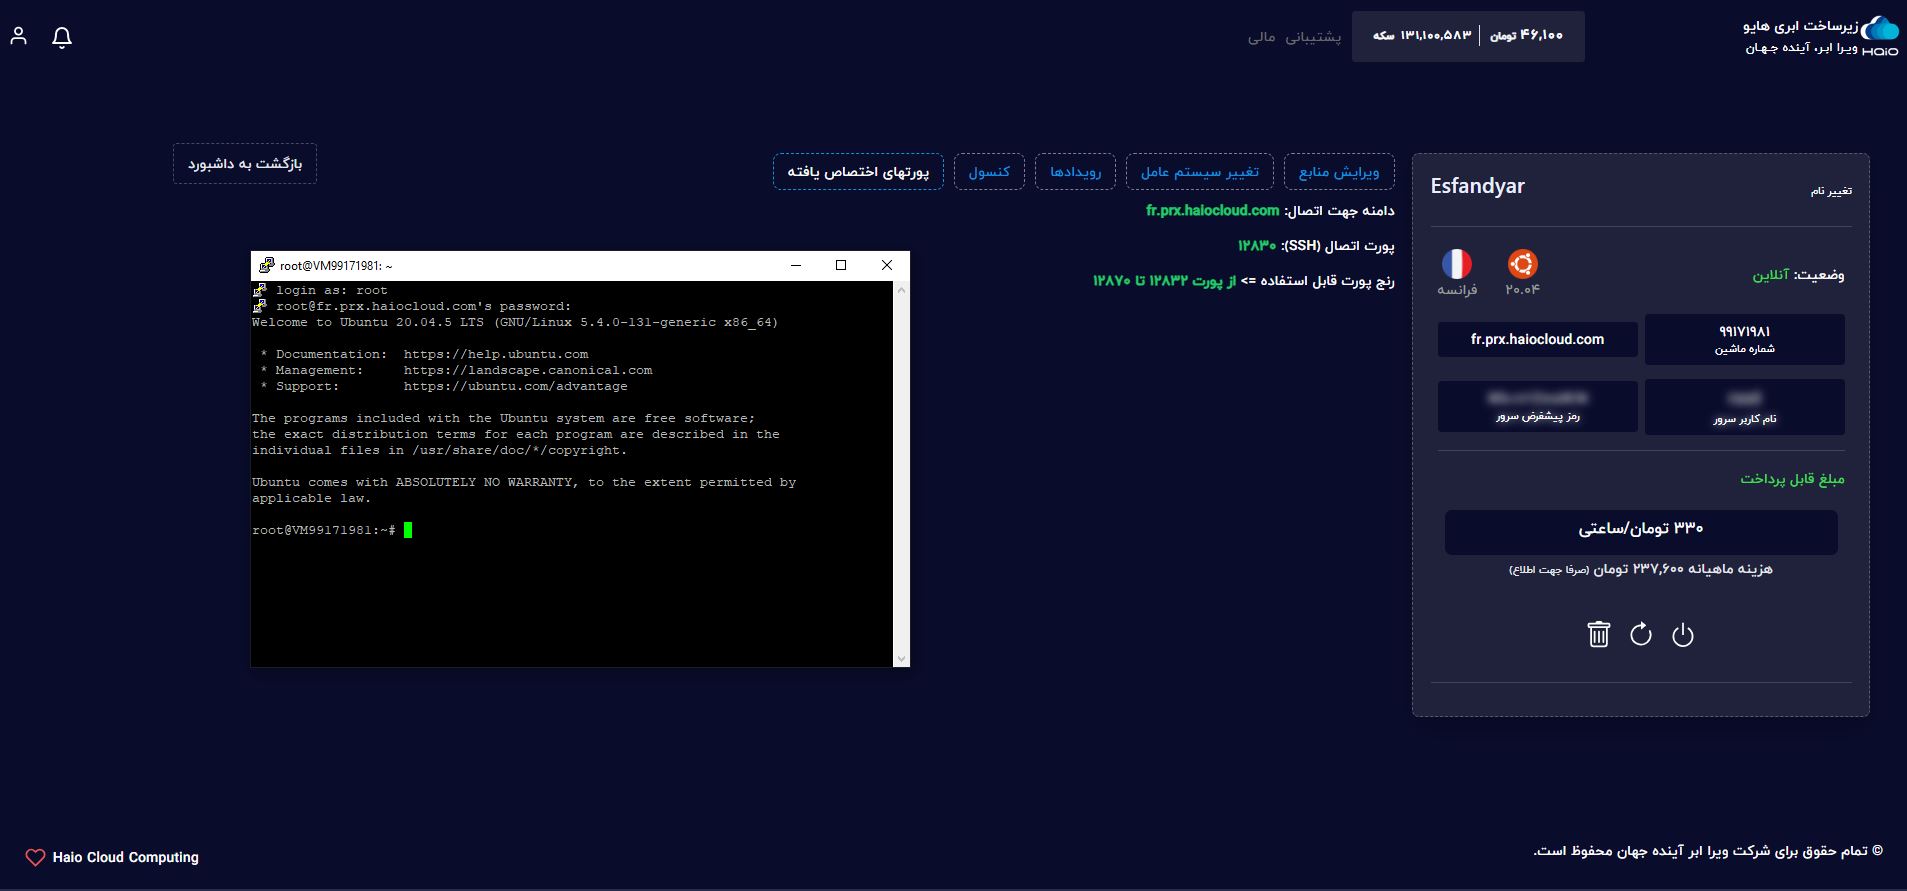 زیرساخت ابری هایو
ویرا ابر، آینده جهان
HAIO
۴۶,۱۰۰ تومان
۱۳۱,۱۰۰,۵۸۳ سکه
پشتیبانی
مالی
بازگشت به داشبورد
ویرایش منابع
تغییر سیستم عامل
رویدادها
کنسول
پورتهای اختصاص یافته
دامنه جهت اتصال: fr.prx.haiocloud.com
پورت اتصال (SSH): ۱۲۸۳۰
رنج پورت قابل استفاده => از پورت ۱۲۸۳۲ تا ۱۲۸۷۰
Esfandyar
تغییر نام
وضعیت: آنلاین
۲۰.۰۴
فرانسه
۹۹۱۷۱۹۸۱
شماره ماشین
fr.prx.haiocloud.com
نام کاربر سرور
رمز پیشفرض سرور
مبلغ قابل پرداخت
۳۳۰ تومان/ساعتی
هزینه ماهیانه ۲۳۷,۶۰۰ تومان (صرفا جهت اطلاع)
root@VM99171981: ~
login as: root
root@fr.prx.haiocloud.com's password:
Welcome to Ubuntu 20.04.5 LTS (GNU/Linux 5.4.0-131-generic x86_64)
* Documentation: https://help.ubuntu.com
* Management: https://landscape.canonical.com
* Support: https://ubuntu.com/advantage
The programs included with the Ubuntu system are free software;
the exact distribution terms for each program are described in the
individual files in /usr/share/doc/*/copyright.
Ubuntu comes with ABSOLUTELY NO WARRANTY, to the extent permitted by
applicable law.
root@VM99171981:~#
© تمام حقوق برای شرکت ویرا ابر آینده جهان محفوظ است.
Haio Cloud Computing